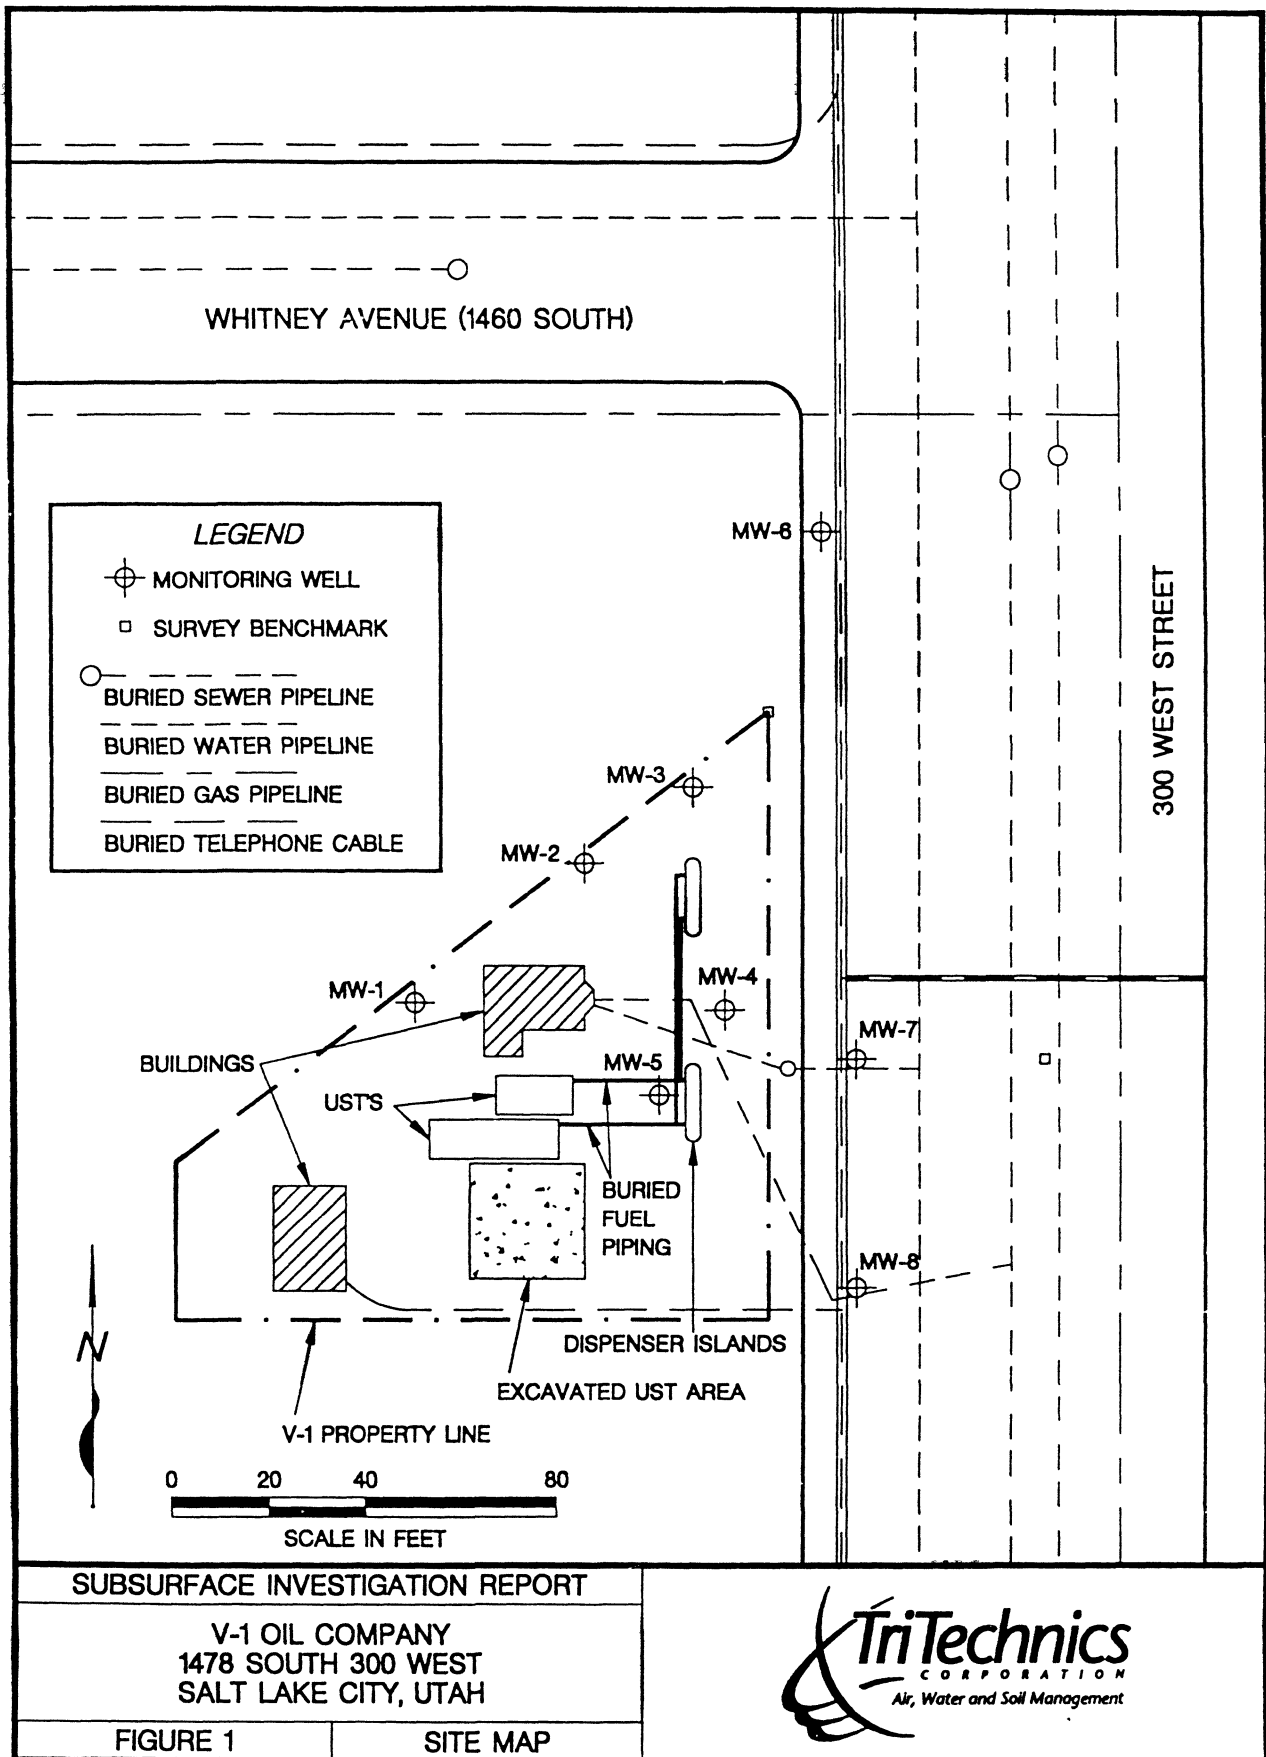 WHITNEY AVENUE (1460 SOUTH)
LEGEND
MONITORING WELL
SURVEY BENCHMARK
BURIED SEWER PIPELINE
BURIED WATER PIPELINE
BURIED GAS PIPELINE
BURIED TELEPHONE CABLE
MW-6
300 WEST STREET
MW-3
MW-2
MW-1
MW-4
MW-7
BUILDINGS
MW-5
UST'S
BURIED
FUEL
PIPING
MW-8
N
DISPENSER ISLANDS
EXCAVATED UST AREA
V-1 PROPERTY LINE
0 20 40 80
SCALE IN FEET
SUBSURFACE INVESTIGATION REPORT
V-1 OIL COMPANY
1478 SOUTH 300 WEST
SALT LAKE CITY, UTAH
FIGURE 1
SITE MAP
TriTechnics
CORPORATION
Air, Water and Soil Management